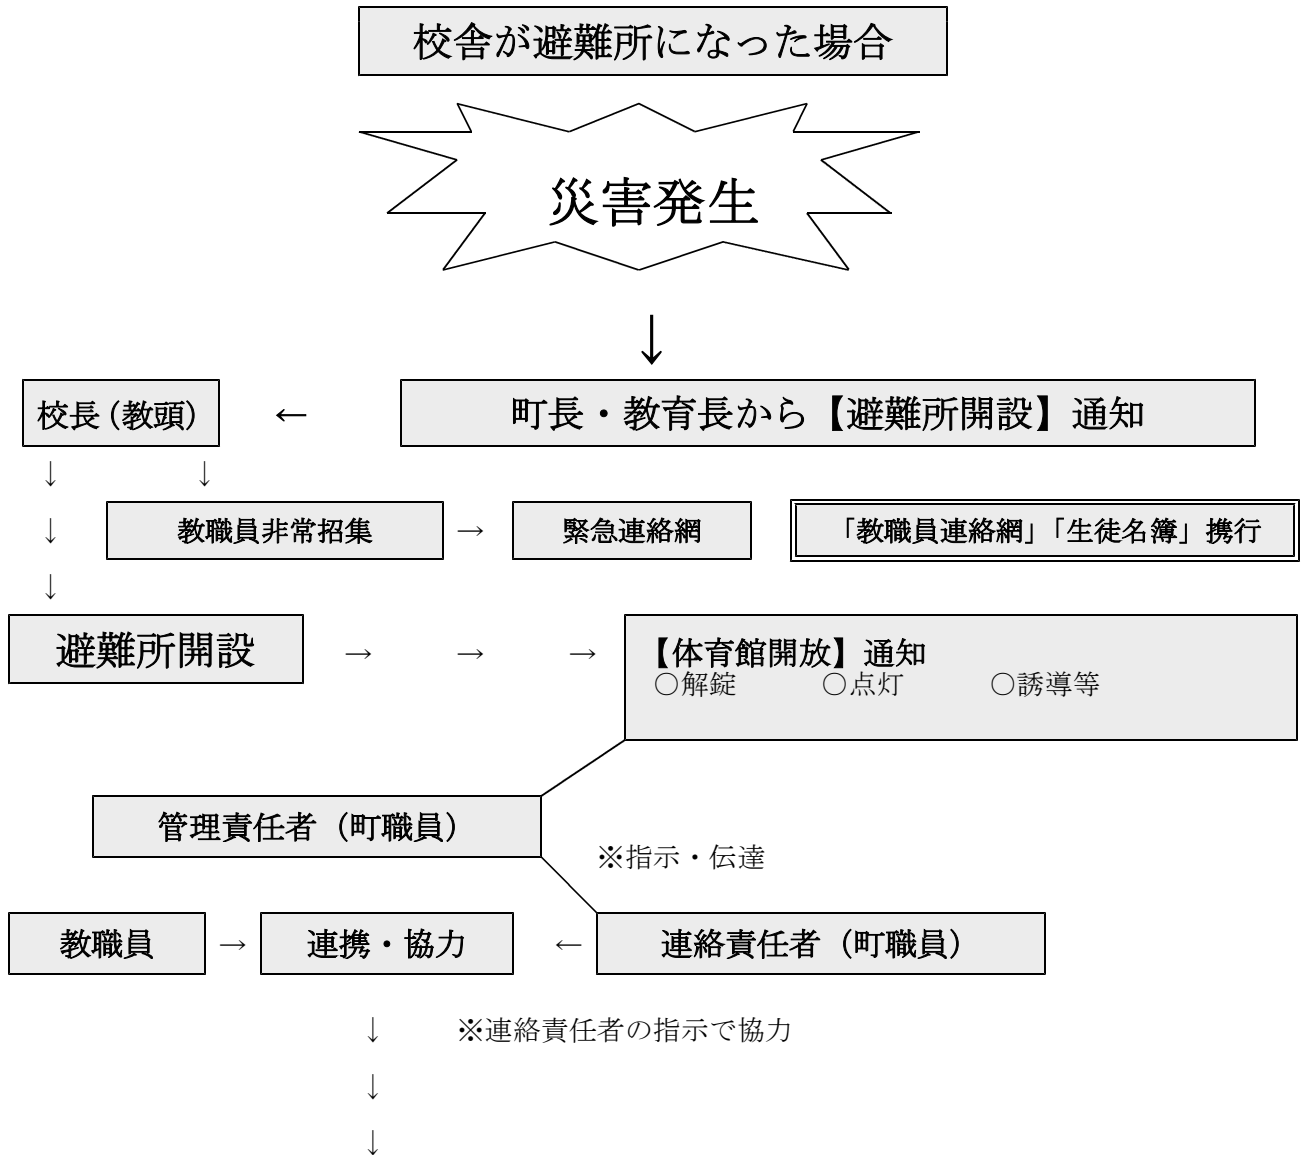 校舎が避難所になった場合
災害発生
↓
校長（教頭） ← 町長・教育長から【避難所開設】通知
↓ ↓
↓ 教職員非常招集 → 緊急連絡網 「教職員連絡網」「生徒名簿」携行
↓
避難所開設 → → → 【体育館開放】通知
○解錠 ○点灯 ○誘導等
管理責任者（町職員）
※指示・伝達
教職員 → 連携・協力 ← 連絡責任者（町職員）
↓ ※連絡責任者の指示で協力
↓
↓